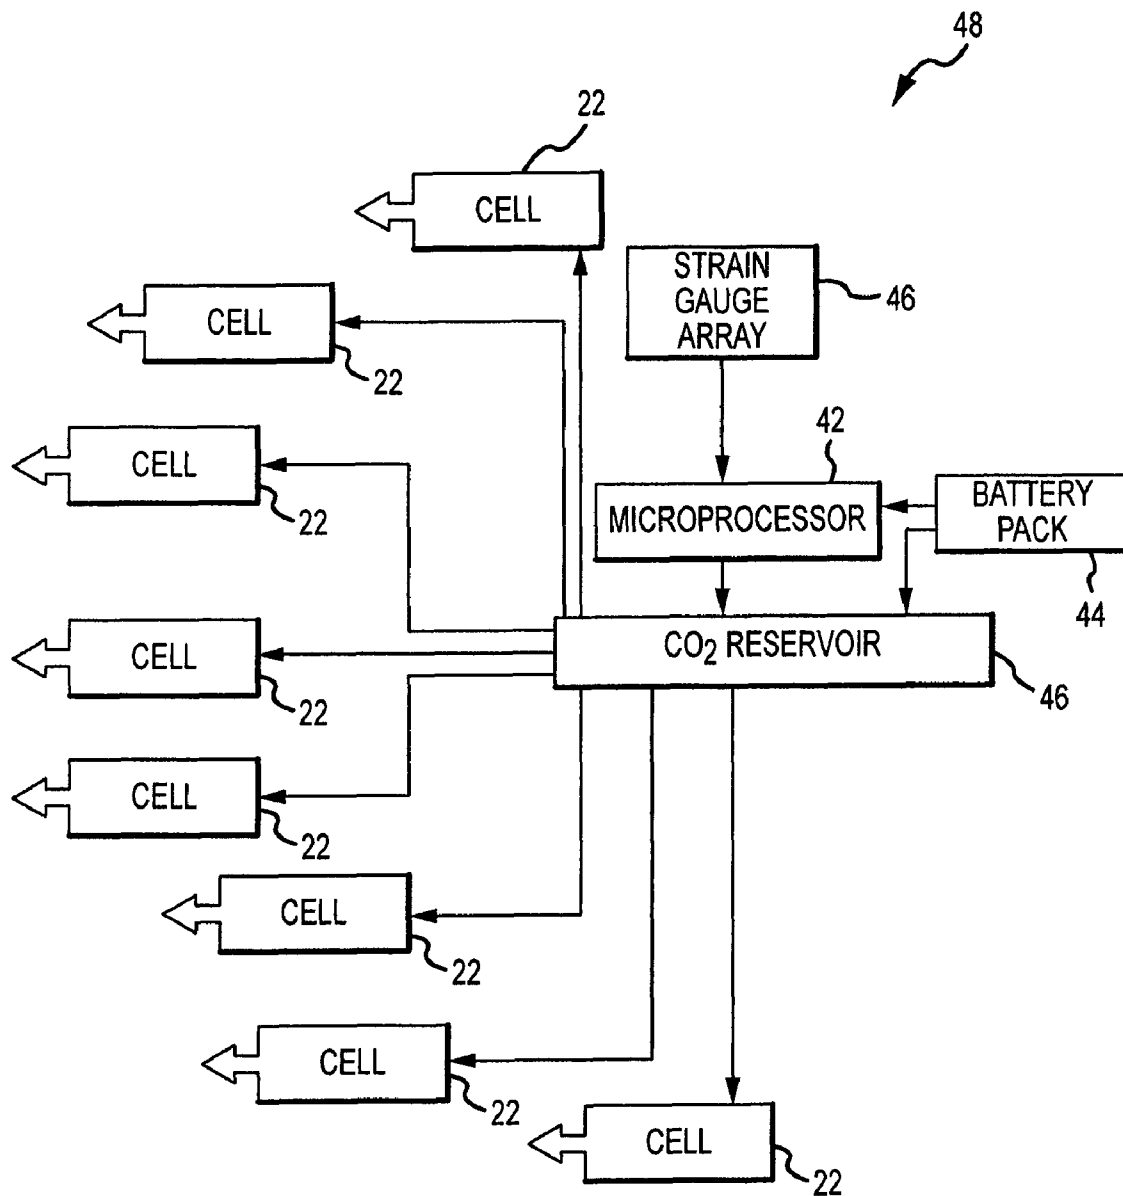 48
22
CELL
STRAIN
GAUGE
ARRAY
46
CELL
22
42
CELL
22
MICROPROCESSOR
BATTERY
PACK
44
CELL
22
CO2 RESERVOIR
46
CELL
22
CELL
22
CELL
22
CELL
22